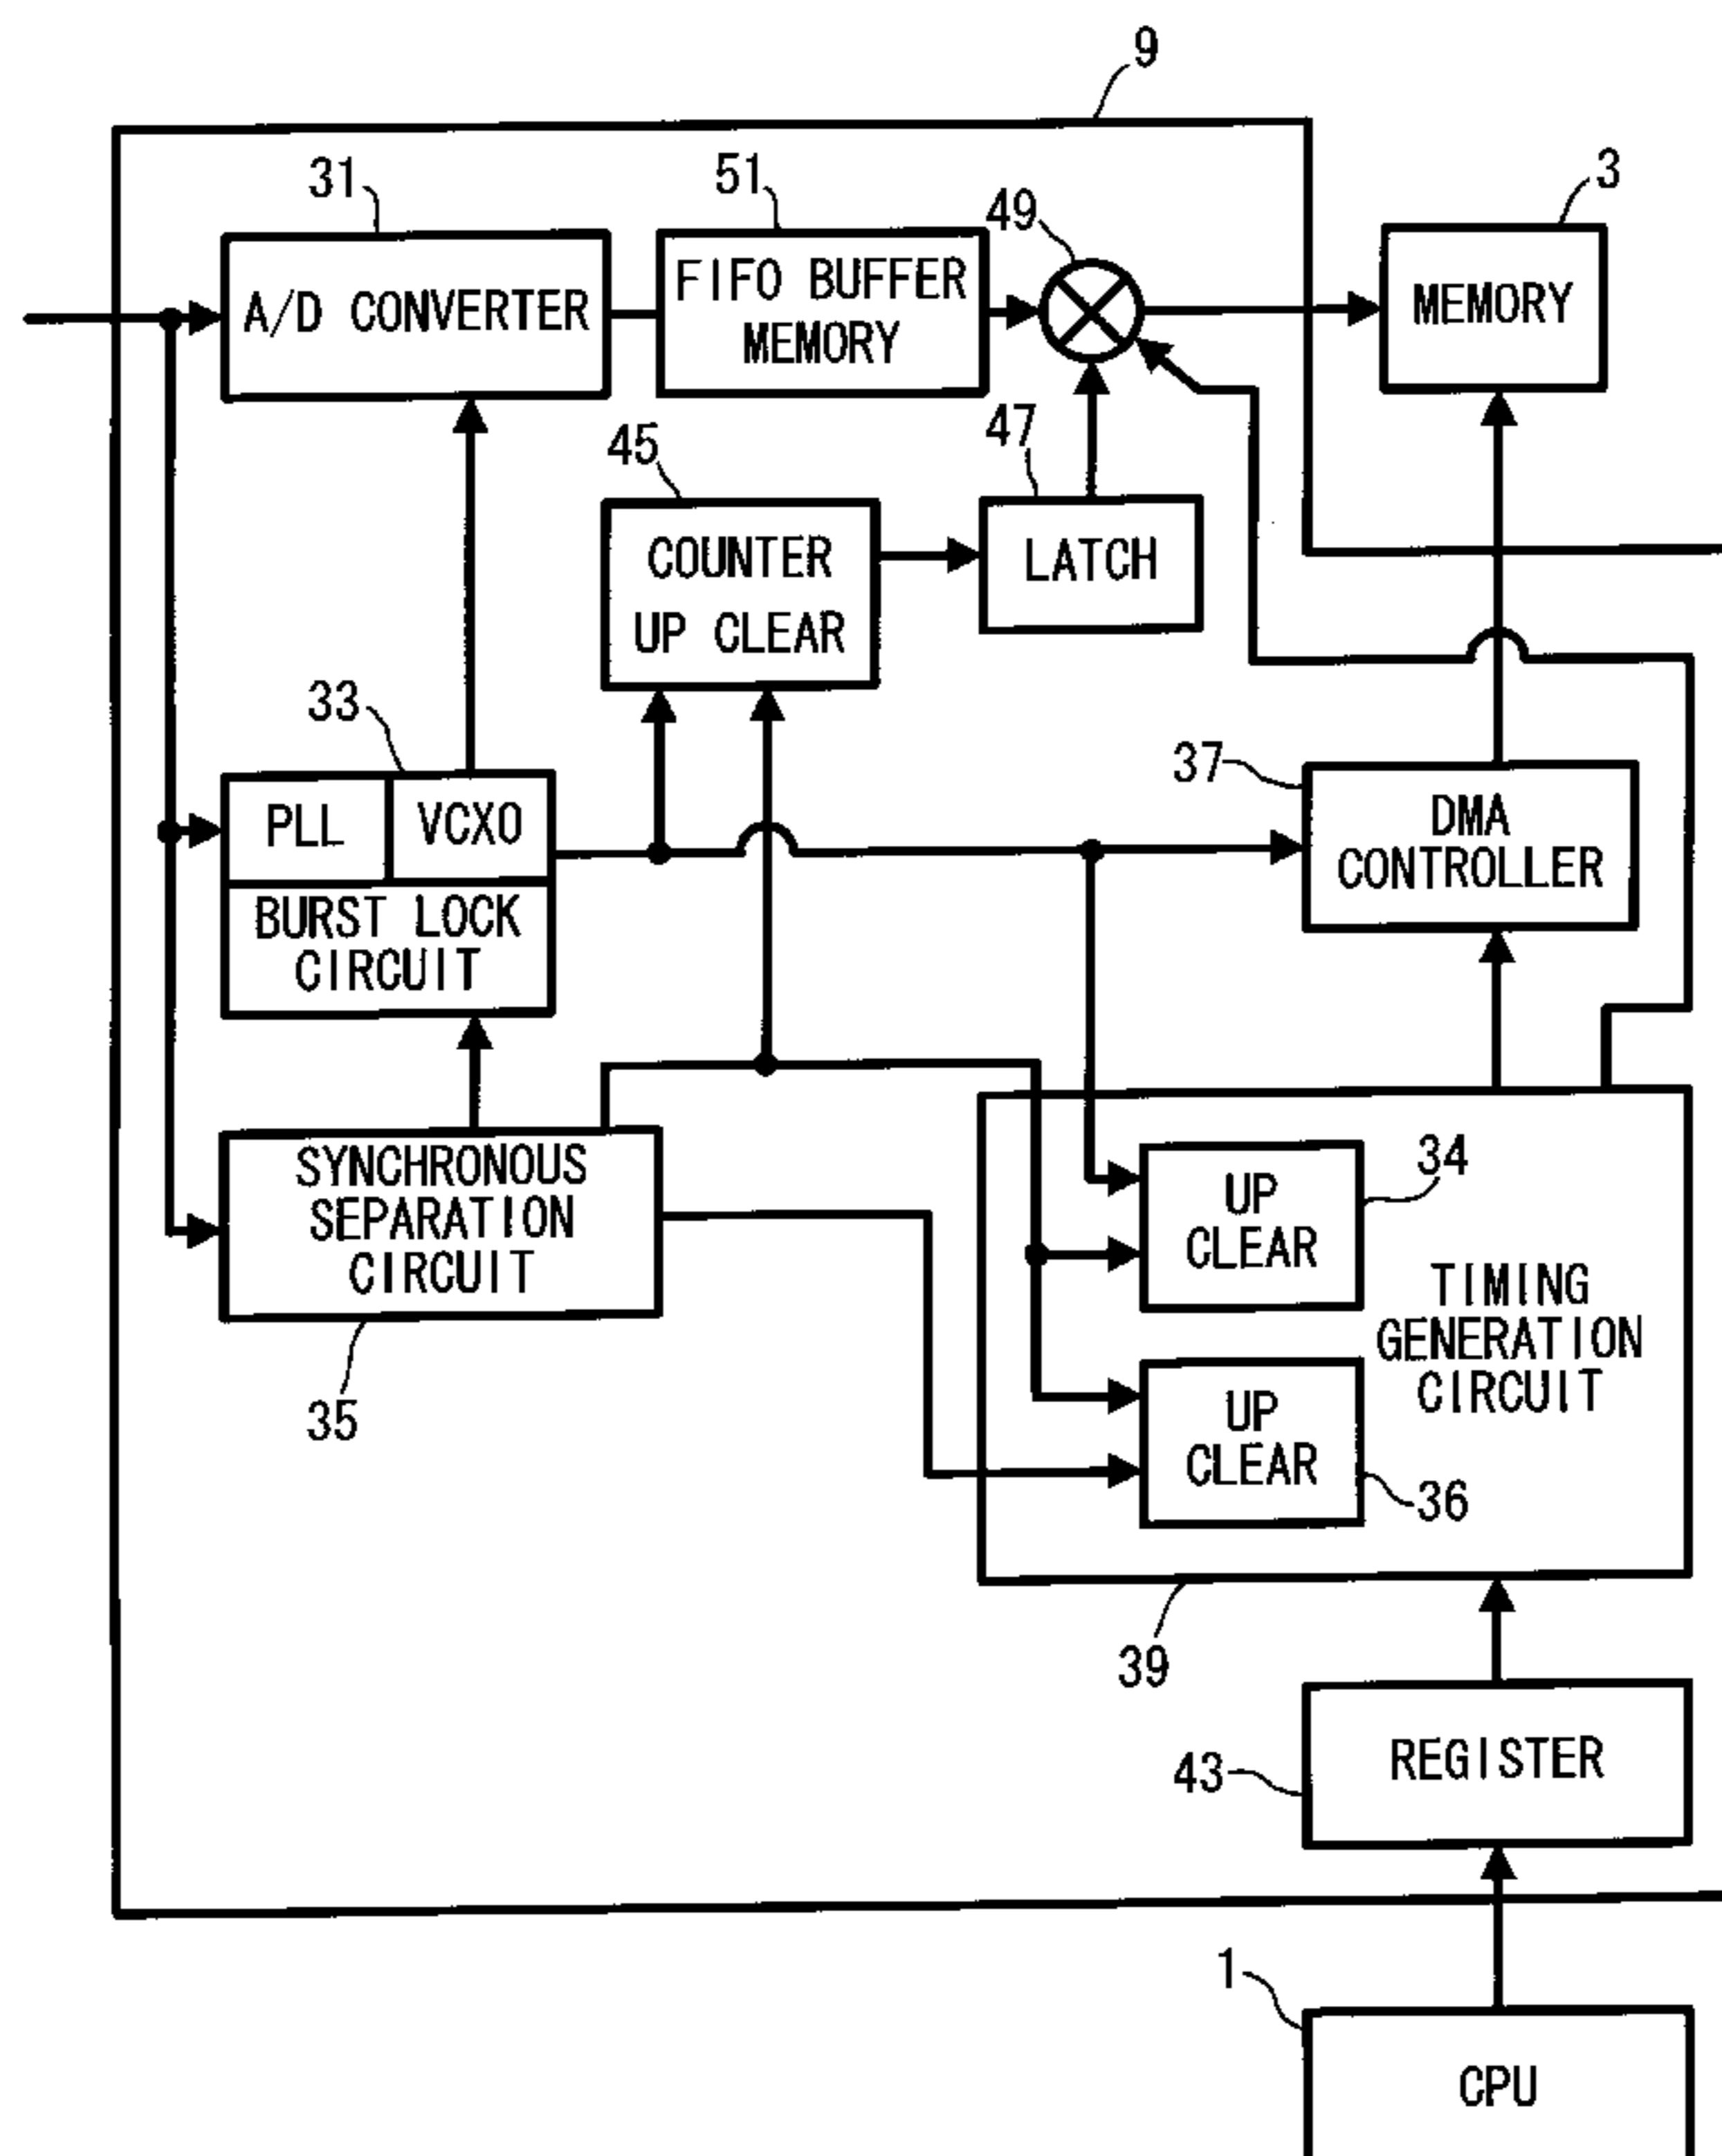 9
31
51
49
3
A/D CONVERTER
FIFO BUFFER
MEMORY
MEMORY
45
47
COUNTER
UP CLEAR
LATCH
33
37
PLL
VCXO
BURST LOCK
CIRCUIT
DMA
CONTROLLER
SYNCHRONOUS
SEPARATION
CIRCUIT
35
34
UP
CLEAR
TIMING
GENERATION
CIRCUIT
UP
CLEAR
36
39
43
REGISTER
1
CPU